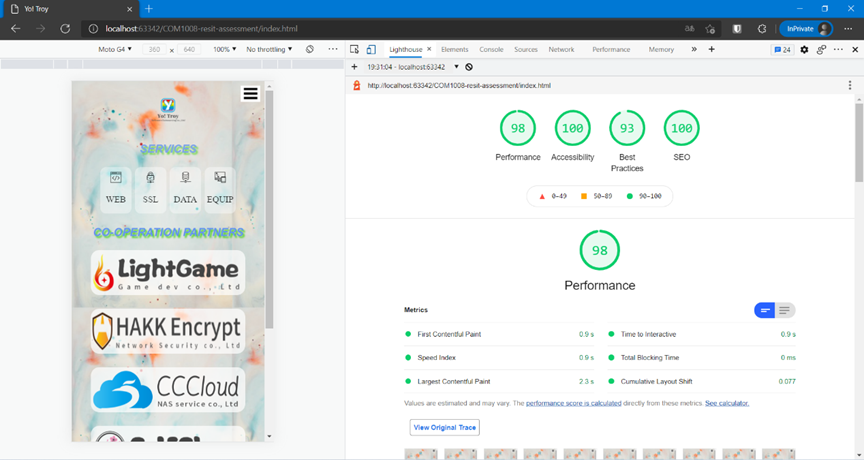 Yo! Troy
localhost:63342/COM1008-resit-assessment/index.html
InPrivate
Moto G4 360 × 640 100% No throttling
Lighthouse Elements Console Sources Network Performance Memory 24
19:31:04 - localhost:63342
http://localhost:63342/COM1008-resit-assessment/index.html
Yo! Troy
SERVICES
WEB SSL DATA EQUIP
CO-OPERATION PARTNERS
LightGame
Game dev co., Ltd
HAKK Encrypt
Network Security co., Ltd
CCCloud
NAS service co., Ltd
98 100 93 100
Performance Accessibility Best Practices SEO
0–49 50–89 90–100
98
Performance
Metrics
First Contentful Paint 0.9 s Time to Interactive 0.9 s
Speed Index 0.9 s Total Blocking Time 0 ms
Largest Contentful Paint 2.3 s Cumulative Layout Shift 0.077
Values are estimated and may vary. The performance score is calculated directly from these metrics. See calculator.
View Original Trace